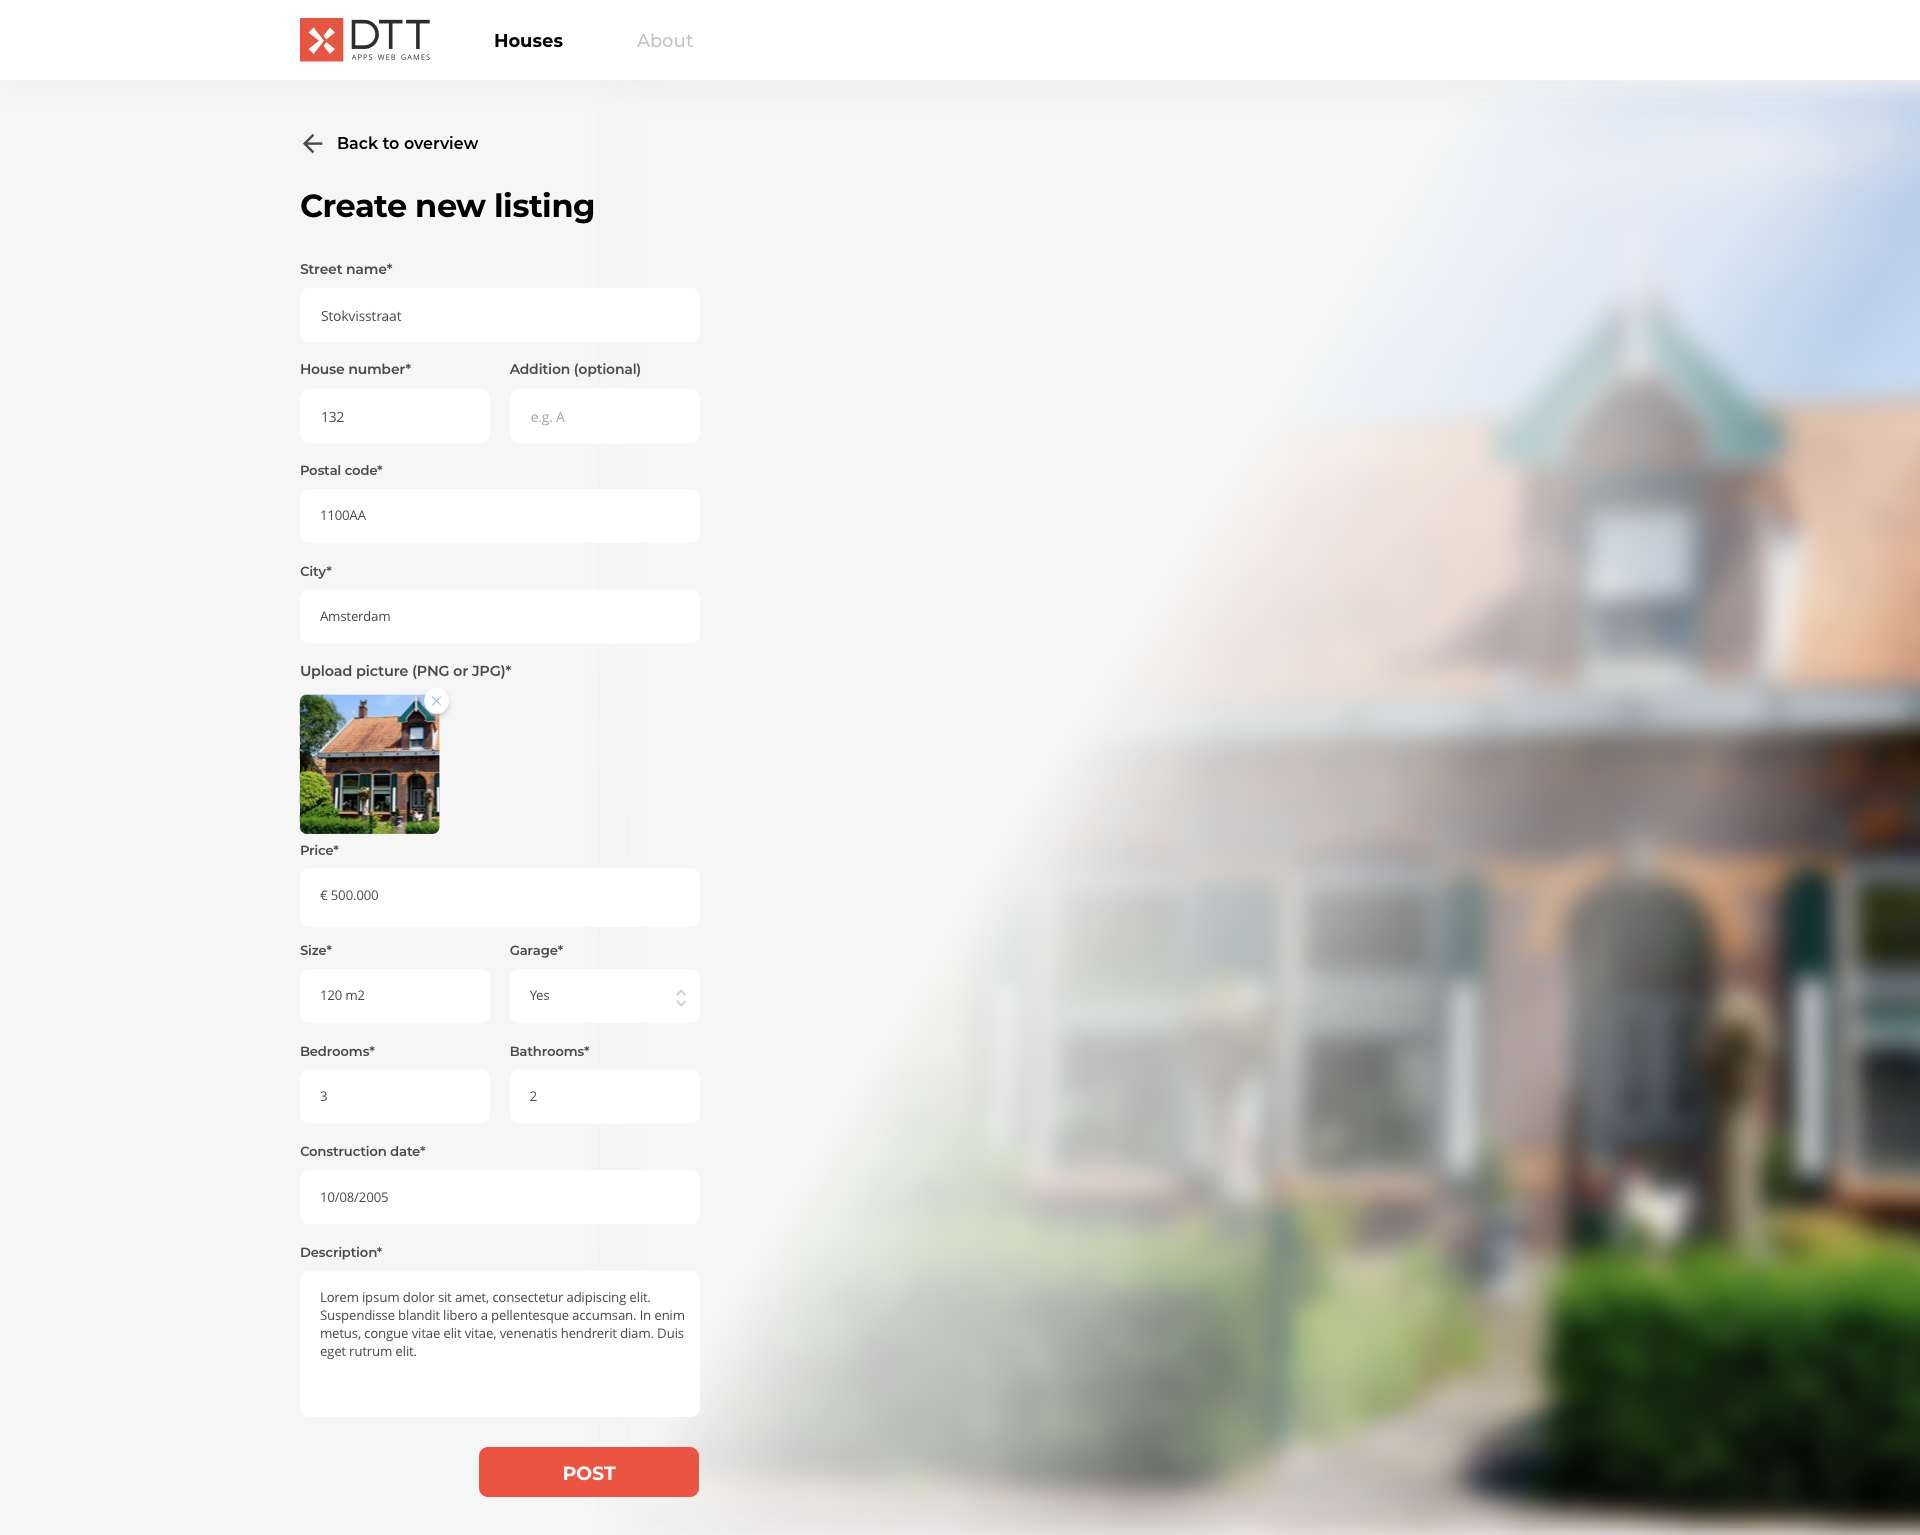 DTT
APPS WEB GAMES
Houses
About
Back to overview
Create new listing
Street name*
Stokvisstraat
House number*
Addition (optional)
132
e.g. A
Postal code*
1100AA
City*
Amsterdam
Upload picture (PNG or JPG)*
Price*
€ 500.000
Size*
Garage*
120 m2
Yes
Bedrooms*
Bathrooms*
3
2
Construction date*
10/08/2005
Description*
Lorem ipsum dolor sit amet, consectetur adipiscing elit.
Suspendisse blandit libero a pellentesque accumsan. In enim
metus, congue vitae elit vitae, venenatis hendrerit diam. Duis
eget rutrum elit.
POST